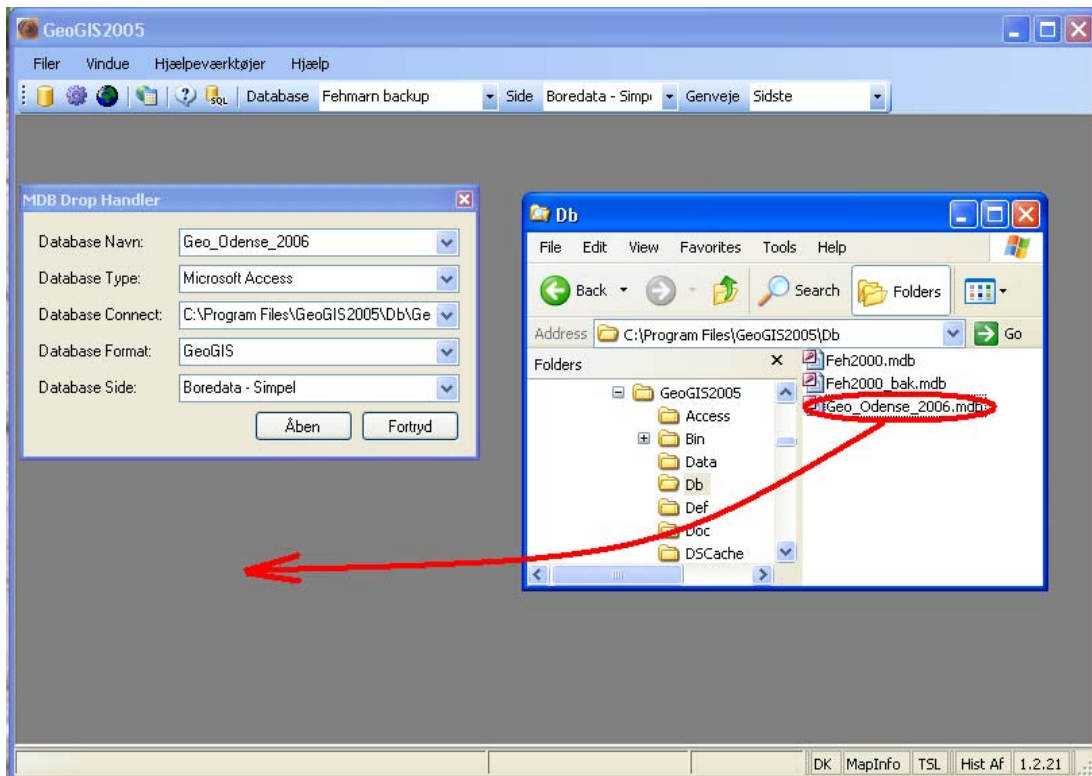 GeoGIS2005
Filer Vindue Hjælpeværktøjer Hjælp
SQL Database Fehmarn backup Side Boredata - Simp Genveje Sidste
MDB Drop Handler
Database Navn: Geo_Odense_2006
Database Type: Microsoft Access
Database Connect: C:\Program Files\GeoGIS2005\Db\Ge
Database Format: GeoGIS
Database Side: Boredata - Simpel
Åben Fortryd
Db
File Edit View Favorites Tools Help
Back Search Folders
Address C:\Program Files\GeoGIS2005\Db Go
Folders
GeoGIS2005
Access
Bin
Data
Db
Def
Doc
DSCache
Feh2000.mdb
Feh2000_bak.mdb
Geo_Odense_2006.mdb
DK MapInfo TSL Hist Af 1.2.21